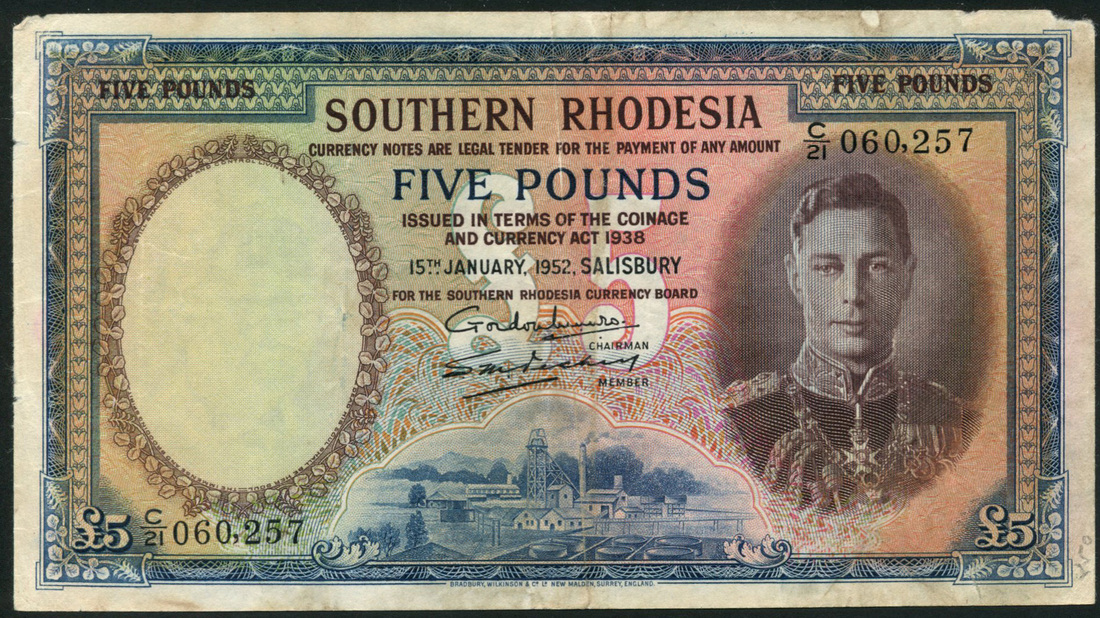 FIVE POUNDS
FIVE POUNDS
SOUTHERN RHODESIA
C/21 060,257
CURRENCY NOTES ARE LEGAL TENDER FOR THE PAYMENT OF ANY AMOUNT
FIVE POUNDS
£5
ISSUED IN TERMS OF THE COINAGE
AND CURRENCY ACT 1938
15TH JANUARY, 1952, SALISBURY
FOR THE SOUTHERN RHODESIA CURRENCY BOARD
CHAIRMAN
MEMBER
£5
C/21 060,257
£5
BRADBURY, WILKINSON & Co. Ld. NEW MALDEN, SURREY, ENGLAND.